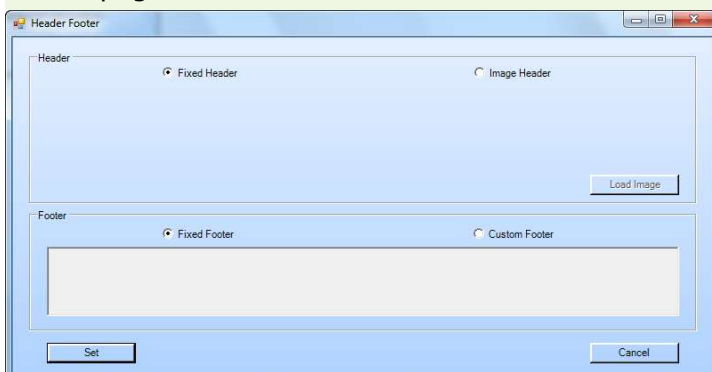 Header Footer
Header
Fixed Header
Image Header
Load Image
Footer
Fixed Footer
Custom Footer
Set
Cancel